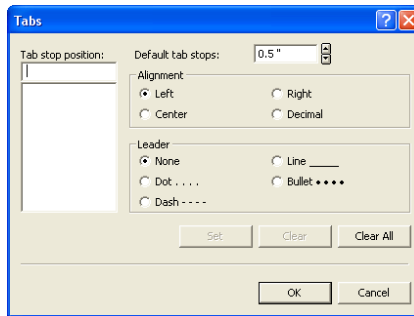 Tabs
Tab stop position:
Default tab stops: 0.5 "
Alignment
Left Right
Center Decimal
Leader
None Line _____
Dot . . . . Bullet • • • •
Dash - - - -
Set Clear Clear All
OK Cancel